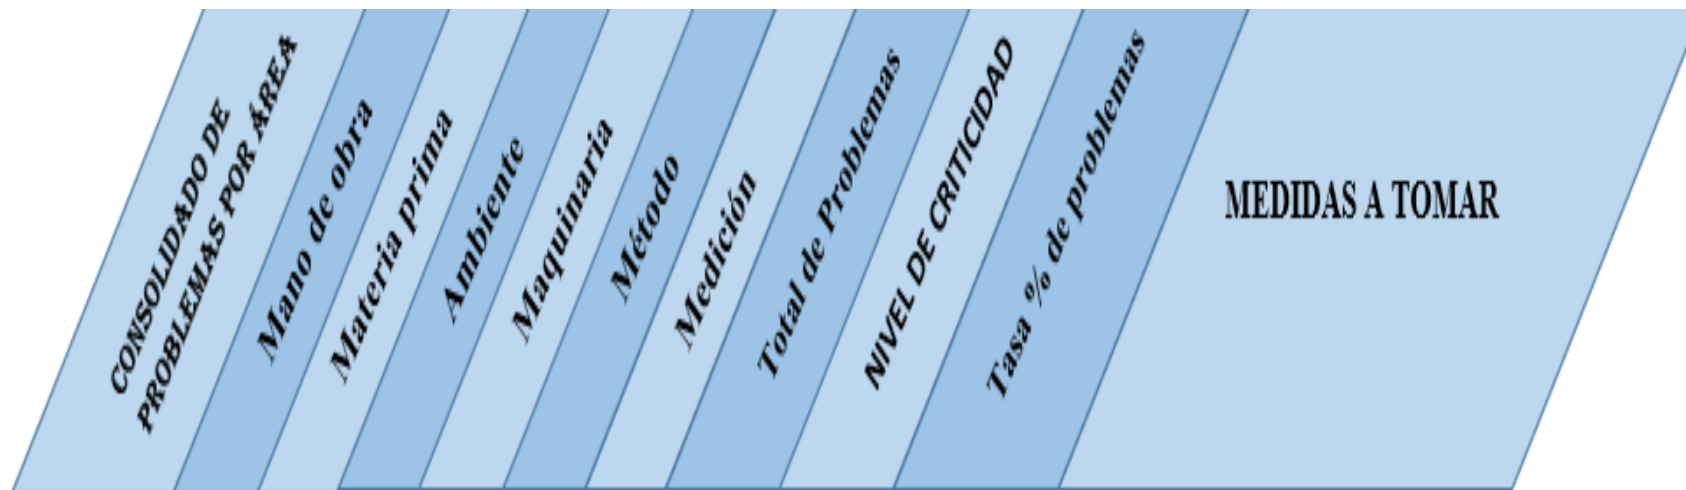 CONSOLIDADO DE
PROBLEMAS POR ÁREA
Mano de obra
Materia prima
Ambiente
Maquinaria
Método
Medición
Total de Problemas
NIVEL DE CRITICIDAD
Tasa % de problemas
MEDIDAS A TOMAR